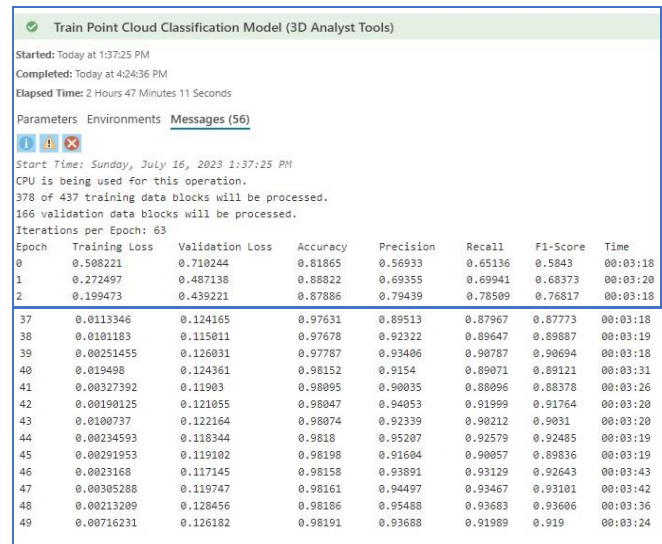 Train Point Cloud Classification Model (3D Analyst Tools)
Started: Today at 1:37:25 PM
Completed: Today at 4:24:36 PM
Elapsed Time: 2 Hours 47 Minutes 11 Seconds
Parameters Environments Messages (56)
Start Time: Sunday, July 16, 2023 1:37:25 PM
CPU is being used for this operation.
378 of 437 training data blocks will be processed.
166 validation data blocks will be processed.
Iterations per Epoch: 63
Epoch Training Loss Validation Loss Accuracy Precision Recall F1-Score Time
0 0.508221 0.710244 0.81865 0.56933 0.65136 0.5843 00:03:18
1 0.272497 0.487138 0.88822 0.69355 0.69941 0.68373 00:03:20
2 0.199473 0.439221 0.87886 0.79439 0.78509 0.76817 00:03:18
37 0.0113346 0.124165 0.97631 0.89513 0.87967 0.87773 00:03:18
38 0.0101183 0.115011 0.97678 0.92322 0.89647 0.89887 00:03:19
39 0.00251455 0.126031 0.97787 0.93406 0.90787 0.90694 00:03:18
40 0.019498 0.124361 0.98152 0.9154 0.89071 0.89121 00:03:31
41 0.00327392 0.11903 0.98095 0.90035 0.88096 0.88378 00:03:26
42 0.00190125 0.121055 0.98047 0.94053 0.91999 0.91764 00:03:20
43 0.0100737 0.122164 0.98074 0.92339 0.90212 0.9031 00:03:20
44 0.00234593 0.118344 0.9818 0.95207 0.92579 0.92485 00:03:19
45 0.00291953 0.119102 0.98198 0.91604 0.90057 0.89836 00:03:19
46 0.0023168 0.117145 0.98158 0.93891 0.93129 0.92643 00:03:43
47 0.00305288 0.119747 0.98161 0.94497 0.93467 0.93101 00:03:42
48 0.00213209 0.128456 0.98186 0.95488 0.93683 0.93606 00:03:36
49 0.00716231 0.126182 0.98191 0.93688 0.91989 0.919 00:03:24